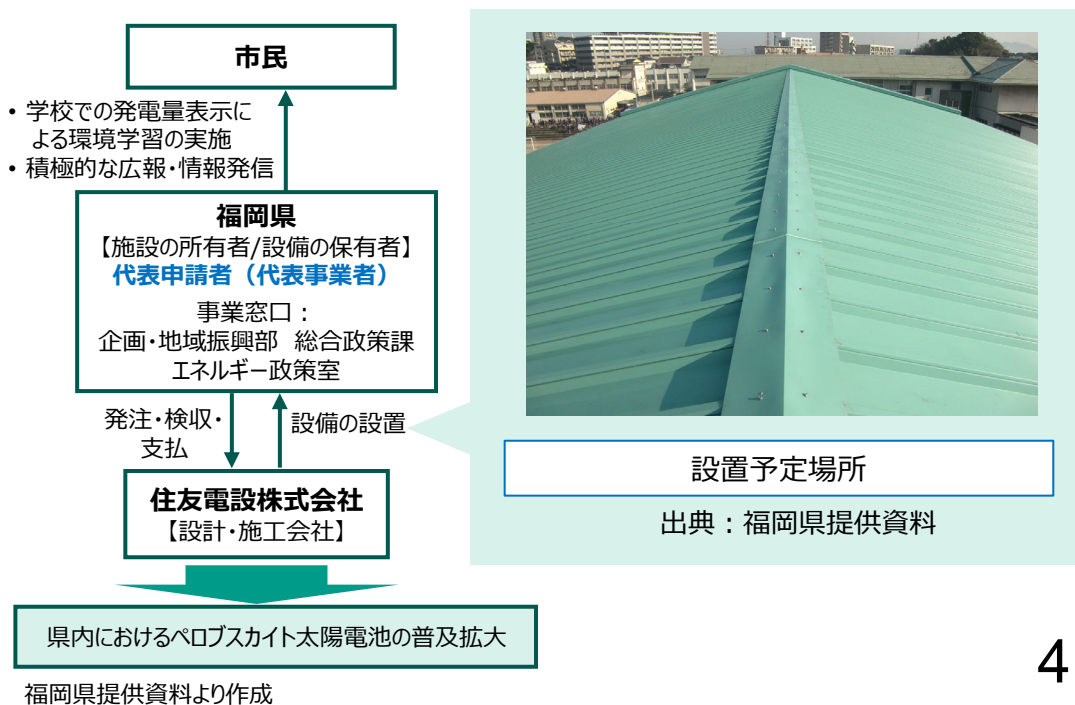 市民
• 学校での発電量表示に
よる環境学習の実施
• 積極的な広報・情報発信
福岡県
【施設の所有者/設備の保有者】
代表申請者（代表事業者）
事業窓口：
企画・地域振興部　総合政策課
エネルギー政策室
発注・検収・
支払
設備の設置
住友電設株式会社
【設計・施工会社】
県内におけるペロブスカイト太陽電池の普及拡大
福岡県提供資料より作成
設置予定場所
出典：福岡県提供資料
4